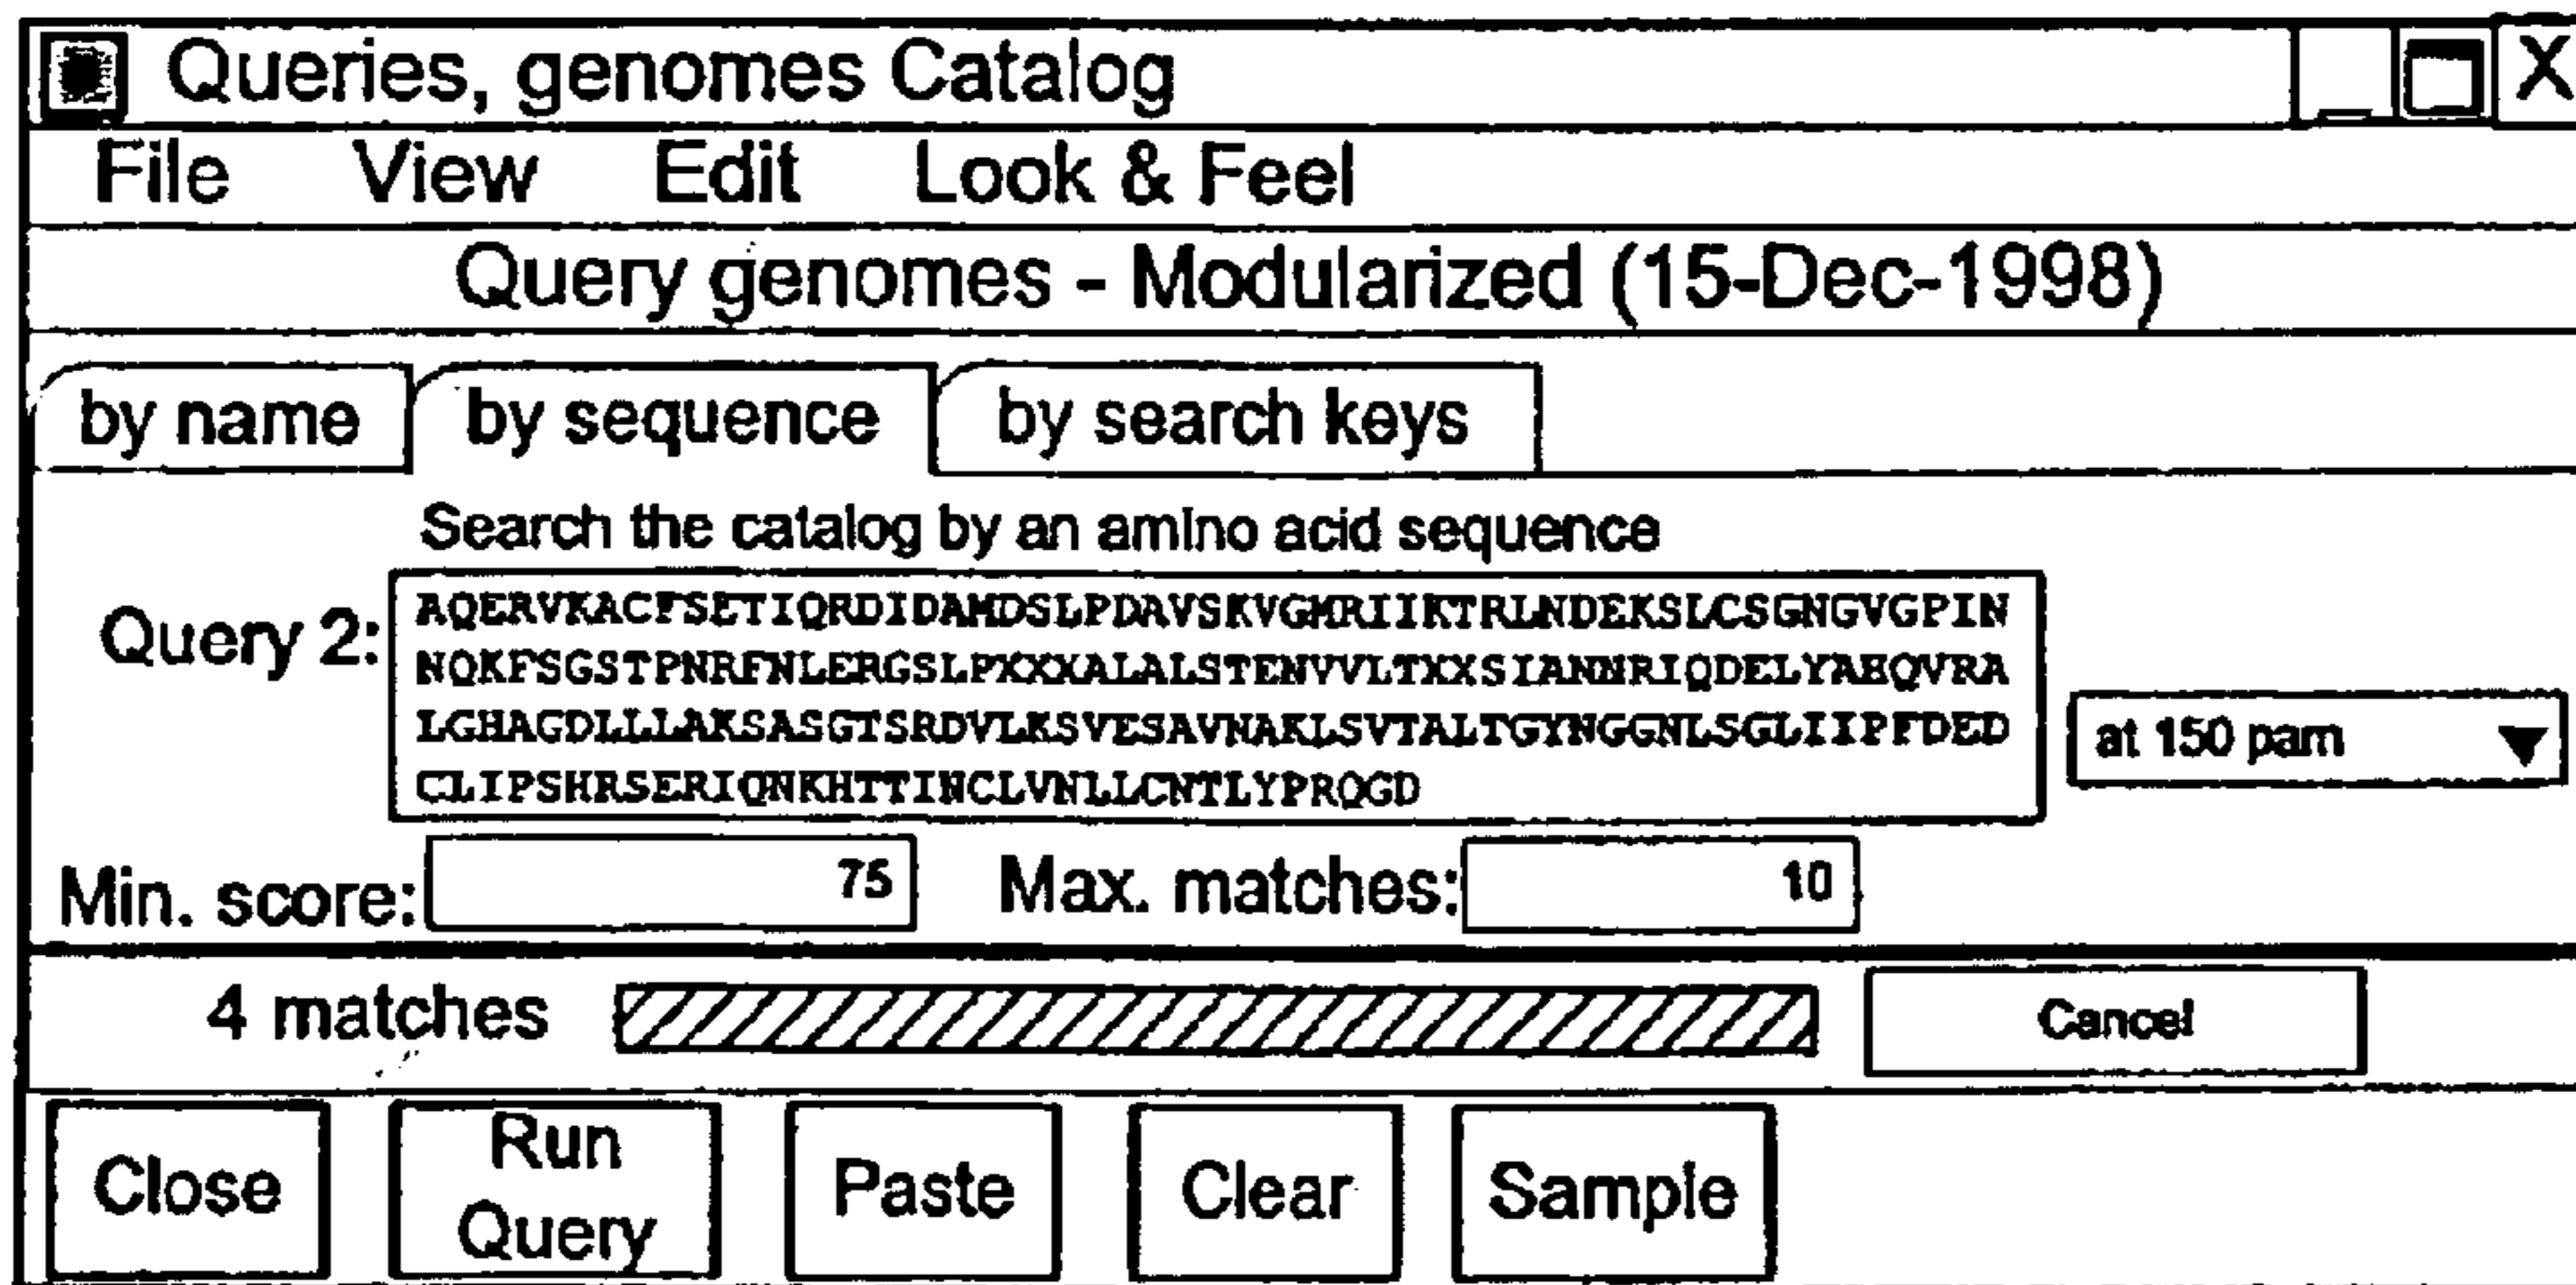 Queries, genomes Catalog _ X
File View Edit Look & Feel
Query genomes - Modularized (15-Dec-1998)
by name by sequence by search keys
Search the catalog by an amino acid sequence
Query 2:
AQERVKACFSETIQRDIDAMDSLPDAVSKVGMRIIKTRLNDEKSLCSGNGVGPIN
NQKFSGSTPNRFNLERGSLPXXXALALSTENVVLTXXSIANNRIQDELYAHQVRA
LGHAGDLLLAKSASGTSRDVLKSVESAVNAKLSVTALTGYNGGNLSGLIIPFDED
CLIPSHRSERIQNKHTTINCLVNLLCNTLYPRQGD
at 150 pam
Min. score: 75 Max. matches: 10
4 matches Cancel
Close Run Query Paste Clear Sample